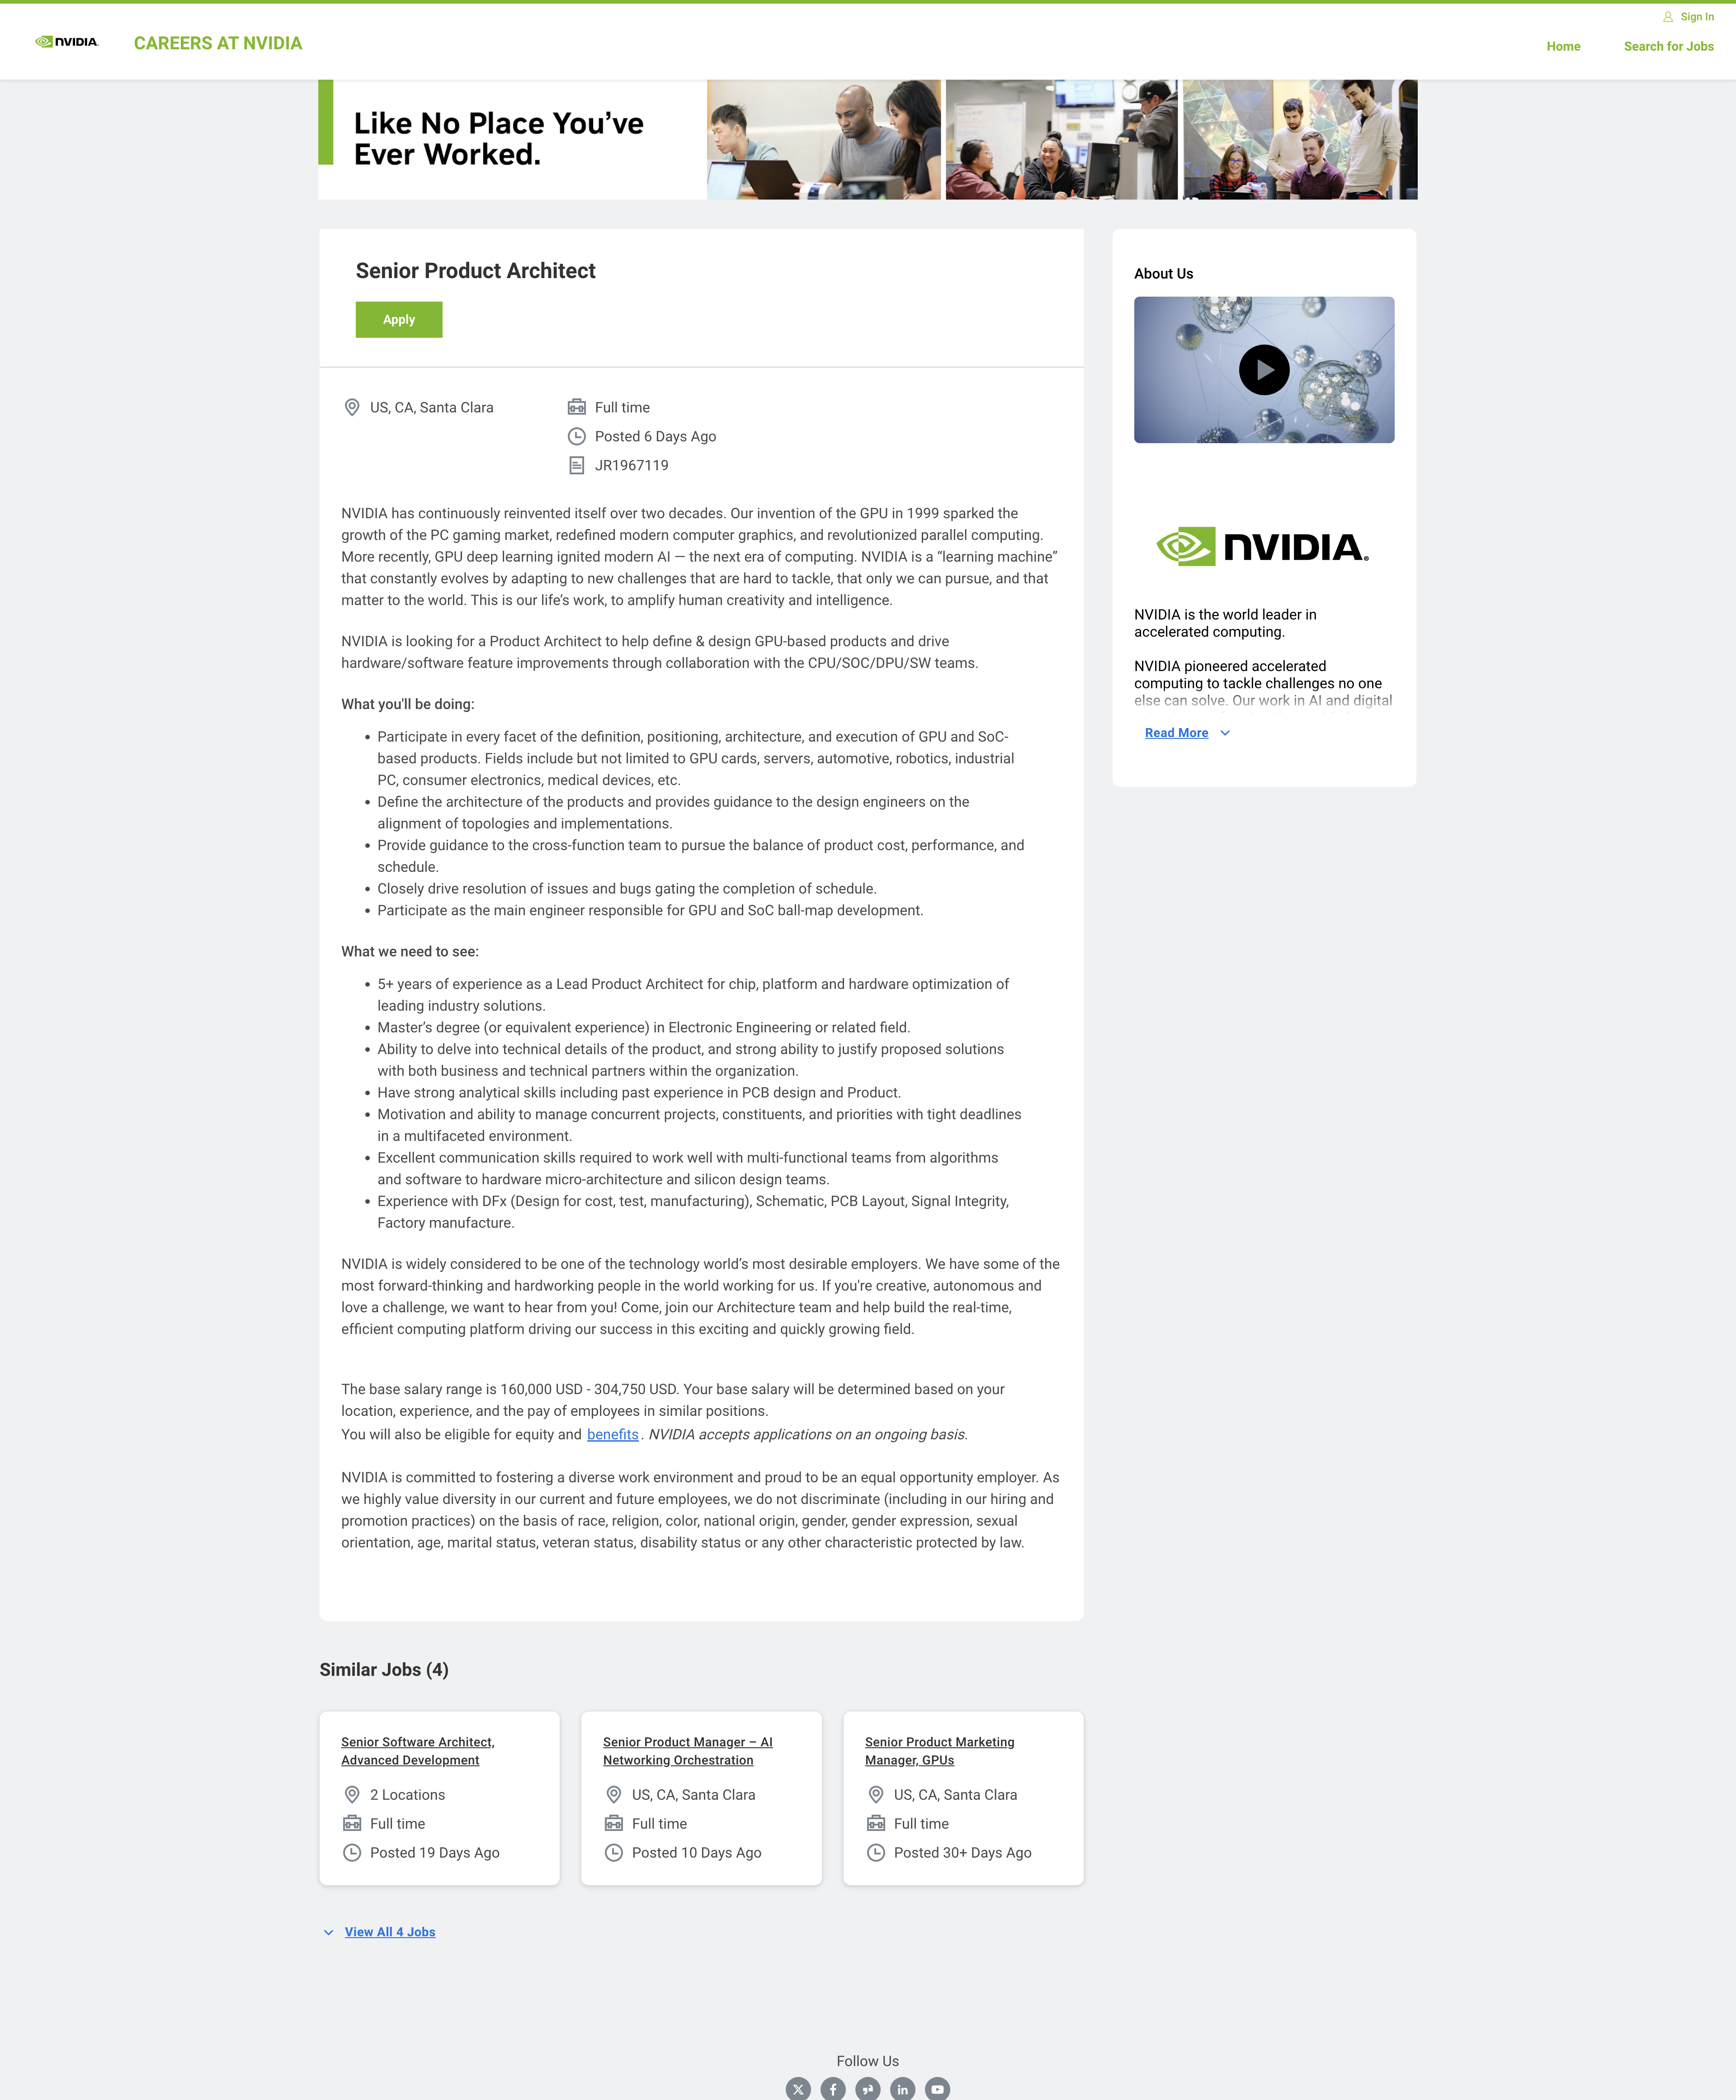 Sign In
NVIDIA.
CAREERS AT NVIDIA
Home
Search for Jobs
Like No Place You’ve
Ever Worked.
Senior Product Architect
Apply
US, CA, Santa Clara
Full time
Posted 6 Days Ago
JR1967119
NVIDIA has continuously reinvented itself over two decades. Our invention of the GPU in 1999 sparked the
growth of the PC gaming market, redefined modern computer graphics, and revolutionized parallel computing.
More recently, GPU deep learning ignited modern AI — the next era of computing. NVIDIA is a “learning machine”
that constantly evolves by adapting to new challenges that are hard to tackle, that only we can pursue, and that
matter to the world. This is our life’s work, to amplify human creativity and intelligence.
NVIDIA is looking for a Product Architect to help define & design GPU-based products and drive
hardware/software feature improvements through collaboration with the CPU/SOC/DPU/SW teams.
What you'll be doing:
• Participate in every facet of the definition, positioning, architecture, and execution of GPU and SoC-
based products. Fields include but not limited to GPU cards, servers, automotive, robotics, industrial
PC, consumer electronics, medical devices, etc.
• Define the architecture of the products and provides guidance to the design engineers on the
alignment of topologies and implementations.
• Provide guidance to the cross-function team to pursue the balance of product cost, performance, and
schedule.
• Closely drive resolution of issues and bugs gating the completion of schedule.
• Participate as the main engineer responsible for GPU and SoC ball-map development.
What we need to see:
• 5+ years of experience as a Lead Product Architect for chip, platform and hardware optimization of
leading industry solutions.
• Master’s degree (or equivalent experience) in Electronic Engineering or related field.
• Ability to delve into technical details of the product, and strong ability to justify proposed solutions
with both business and technical partners within the organization.
• Have strong analytical skills including past experience in PCB design and Product.
• Motivation and ability to manage concurrent projects, constituents, and priorities with tight deadlines
in a multifaceted environment.
• Excellent communication skills required to work well with multi-functional teams from algorithms
and software to hardware micro-architecture and silicon design teams.
• Experience with DFx (Design for cost, test, manufacturing), Schematic, PCB Layout, Signal Integrity,
Factory manufacture.
NVIDIA is widely considered to be one of the technology world’s most desirable employers. We have some of the
most forward-thinking and hardworking people in the world working for us. If you're creative, autonomous and
love a challenge, we want to hear from you! Come, join our Architecture team and help build the real-time,
efficient computing platform driving our success in this exciting and quickly growing field.
The base salary range is 160,000 USD - 304,750 USD. Your base salary will be determined based on your
location, experience, and the pay of employees in similar positions.
You will also be eligible for equity and benefits. NVIDIA accepts applications on an ongoing basis.
NVIDIA is committed to fostering a diverse work environment and proud to be an equal opportunity employer. As
we highly value diversity in our current and future employees, we do not discriminate (including in our hiring and
promotion practices) on the basis of race, religion, color, national origin, gender, gender expression, sexual
orientation, age, marital status, veteran status, disability status or any other characteristic protected by law.
About Us
NVIDIA®
NVIDIA is the world leader in
accelerated computing.
NVIDIA pioneered accelerated
computing to tackle challenges no one
else can solve. Our work in AI and digital
Read More
Similar Jobs (4)
Senior Software Architect,
Advanced Development
2 Locations
Full time
Posted 19 Days Ago
Senior Product Manager – AI
Networking Orchestration
US, CA, Santa Clara
Full time
Posted 10 Days Ago
Senior Product Marketing
Manager, GPUs
US, CA, Santa Clara
Full time
Posted 30+ Days Ago
View All 4 Jobs
Follow Us